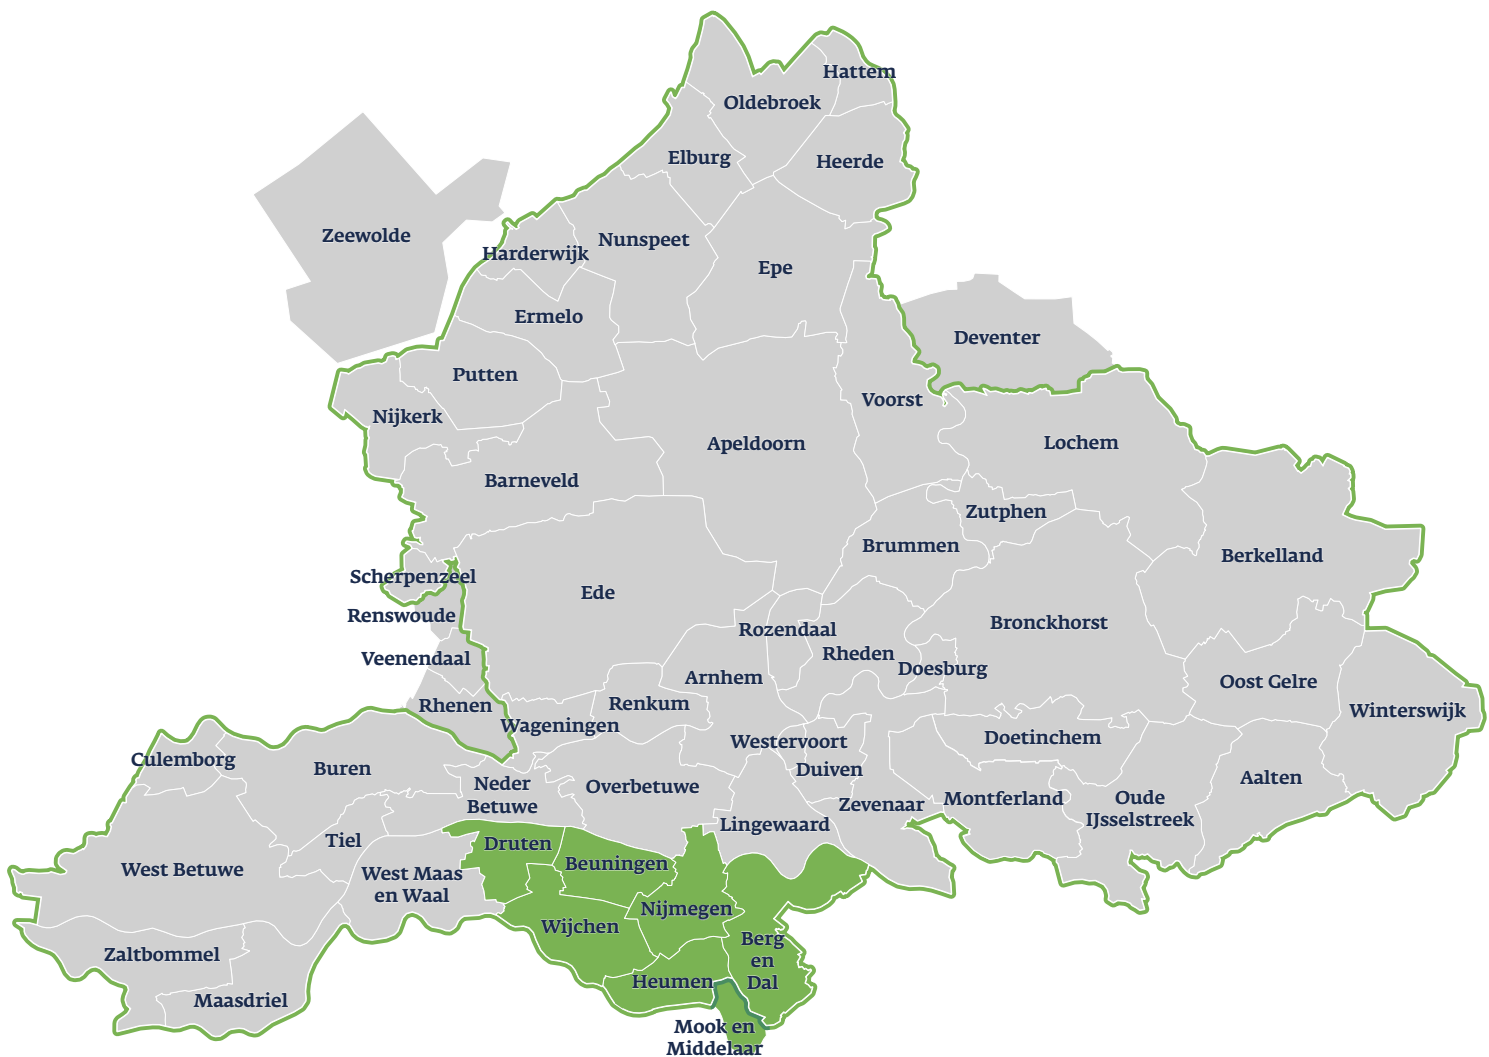 Hattem
Oldebroek
Elburg
Heerde
Zeewolde
Harderwijk
Nunspeet
Epe
Ermelo
Deventer
Putten
Voorst
Nijkerk
Apeldoorn
Lochem
Barneveld
Zutphen
Brummen
Berkelland
Scherpenzeel
Ede
Renswoude
Rozendaal
Bronckhorst
Veenendaal
Rheden
Doesburg
Arnhem
Oost Gelre
Rhenen
Renkum
Winterswijk
Wageningen
Westervoort
Doetinchem
Culemborg
Buren
Duiven
Aalten
Neder
Betuwe
Overbetuwe
Zevenaar
Montferland
Oude
IJsselstreek
Lingewaard
Tiel
Druten
Beuningen
West Betuwe
West Maas
en Waal
Nijmegen
Wijchen
Berg
en
Dal
Zaltbommel
Heumen
Maasdriel
Mook en
Middelaar